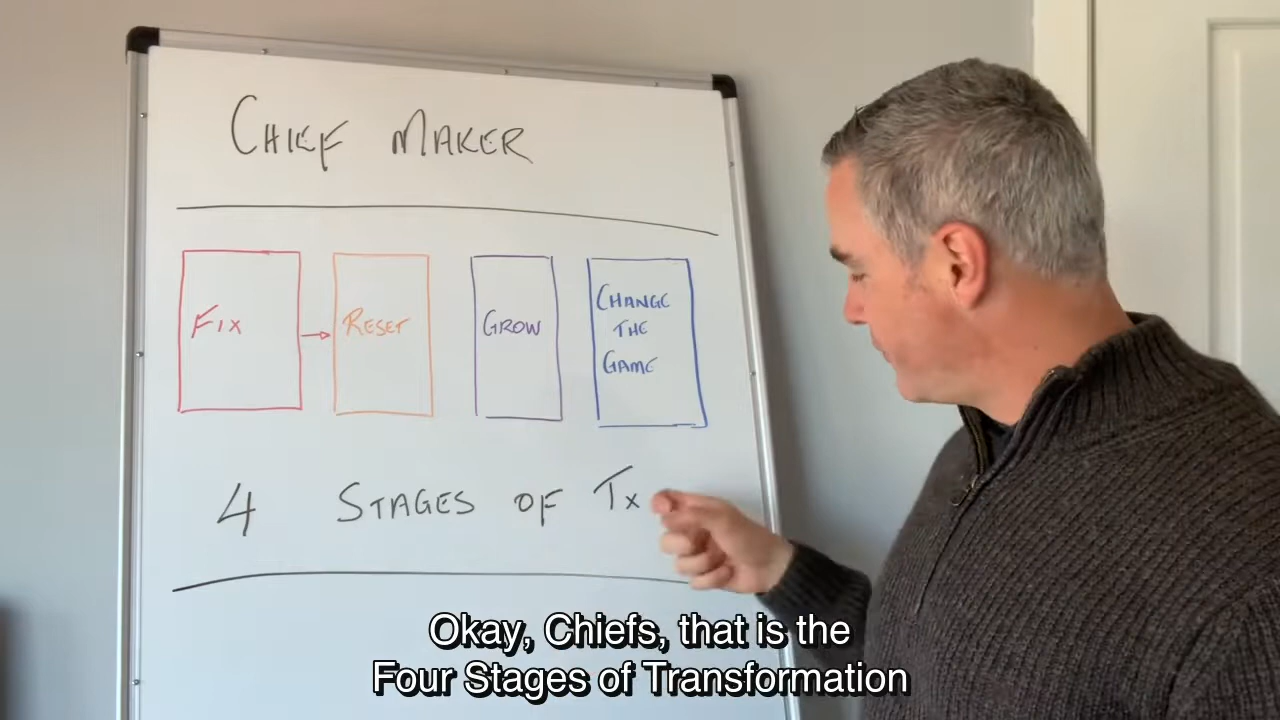 CHIEF MAKER
FIX
RESET
GROW
CHANGE
THE
GAME
4 STAGES OF Tx
Okay, Chiefs, that is the
Four Stages of Transformation